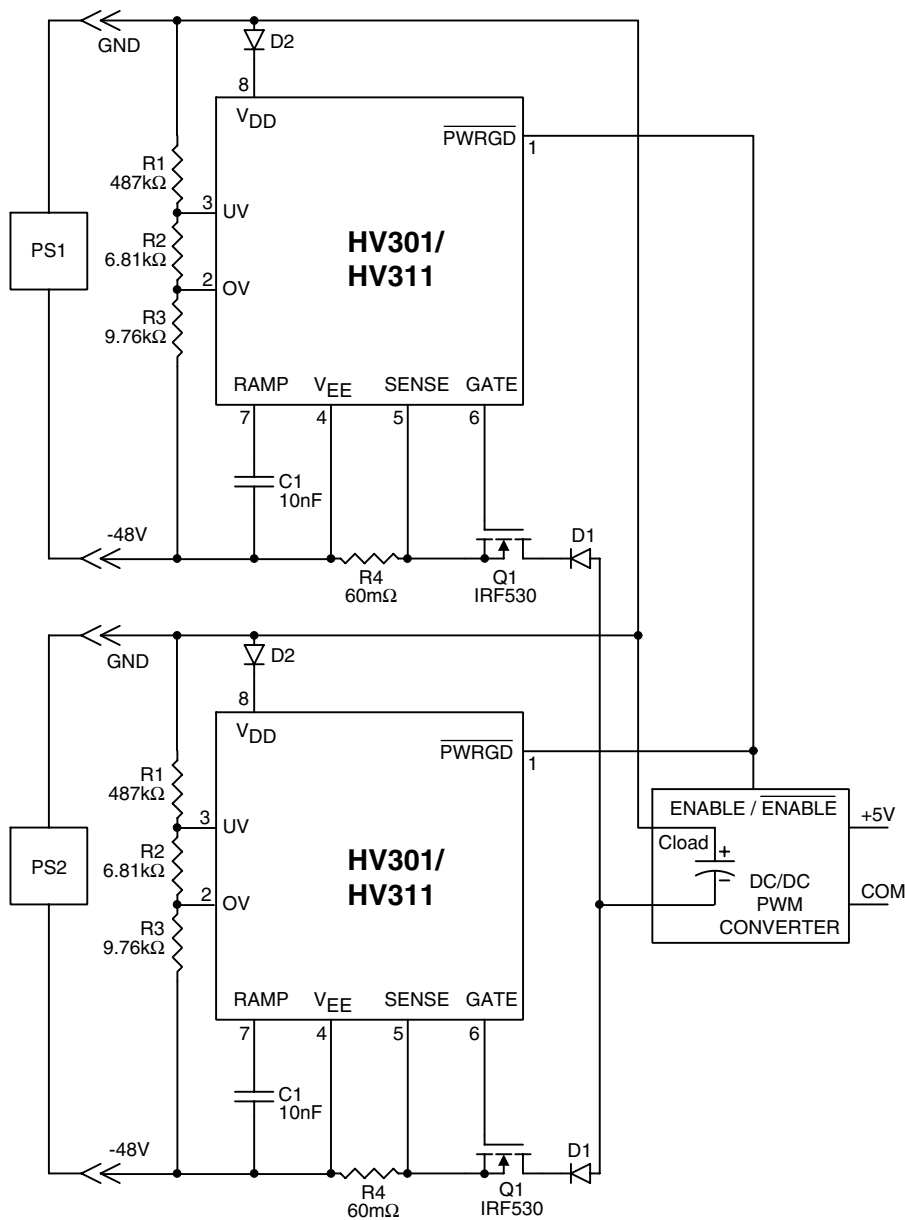 GND
D2
8
VDD
PWRGD
1
R1
487kΩ
3
UV
HV301/
HV311
PS1
R2
6.81kΩ
2
OV
R3
9.76kΩ
RAMP
VEE
SENSE
GATE
7
4
5
6
C1
10nF
-48V
D1
R4
60mΩ
Q1
IRF530
GND
D2
8
VDD
PWRGD
1
R1
487kΩ
3
UV
HV301/
HV311
PS2
R2
6.81kΩ
2
OV
R3
9.76kΩ
ENABLE / ENABLE
+5V
Cload
+
–
DC/DC
PWM
CONVERTER
COM
RAMP
VEE
SENSE
GATE
7
4
5
6
C1
10nF
-48V
D1
R4
60mΩ
Q1
IRF530